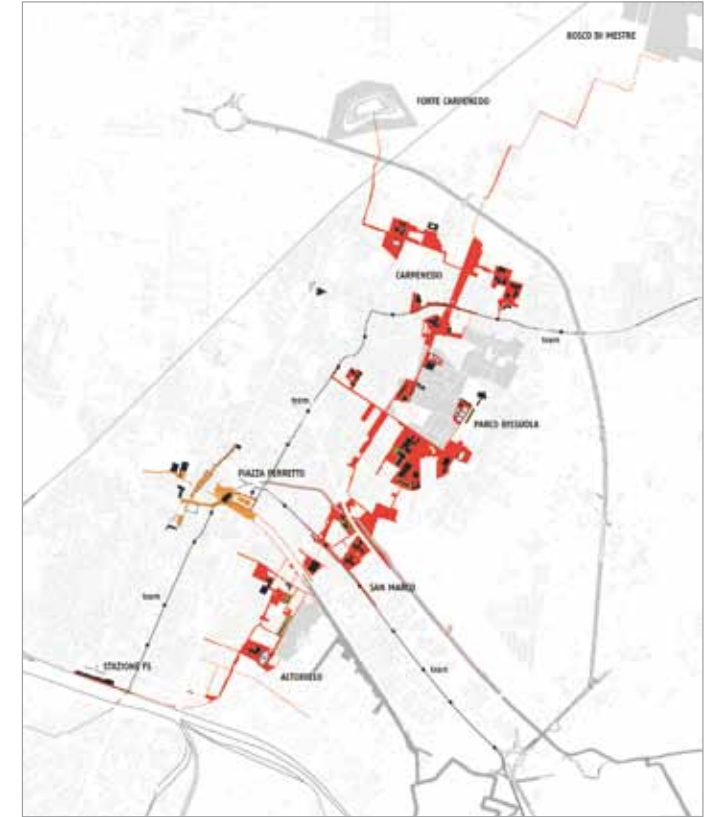 BOSCO DI MESTRE
FORTE CARPENEDO
CARPENEDO
tram
tram
PARCO BISSUOLA
PIAZZA FERRETTO
SAN MARCO
tram
STAZIONE FS
tram
ALTOBELLO